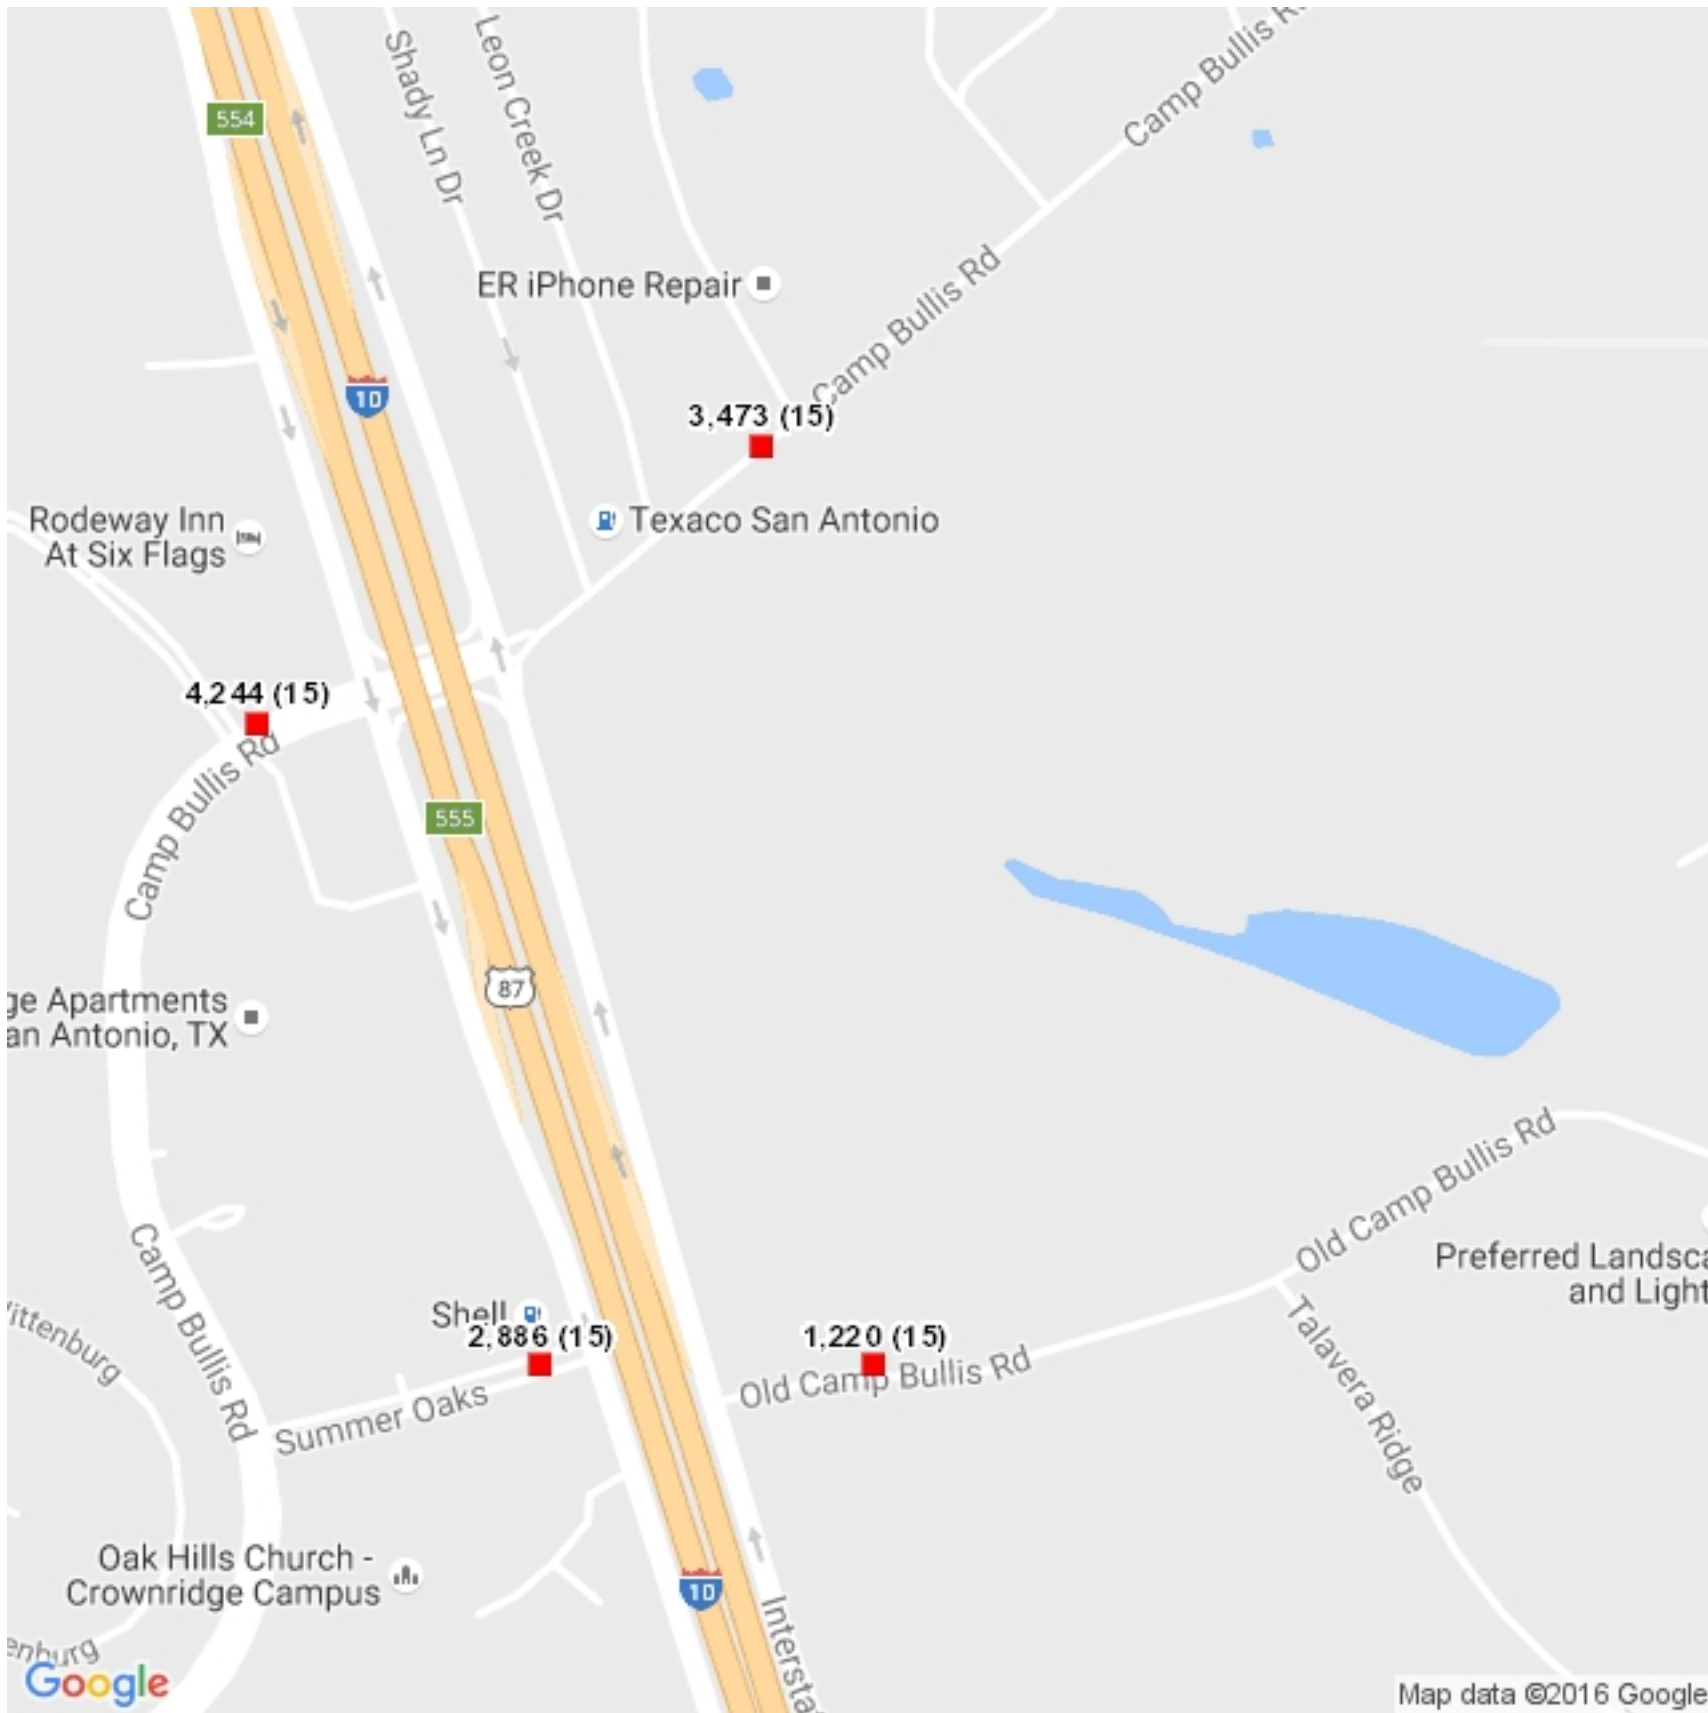 Shady Ln Dr
Leon Creek Dr
Camp Bullis Rd
554
ER iPhone Repair
Camp Bullis Rd
10
3,473 (15)
Rodeway Inn
At Six Flags
Texaco San Antonio
4,244 (15)
Camp Bullis Rd
555
87
ge Apartments
an Antonio, TX
Old Camp Bullis Rd
Camp Bullis Rd
Preferred Landsca
and Light
Shell
2,886 (15)
1,220 (15)
ittenburg
Old Camp Bullis Rd
Summer Oaks
Talavera Ridge
Oak Hills Church -
Crownridge Campus
10
Intersta
enburg
Google
Map data ©2016 Google